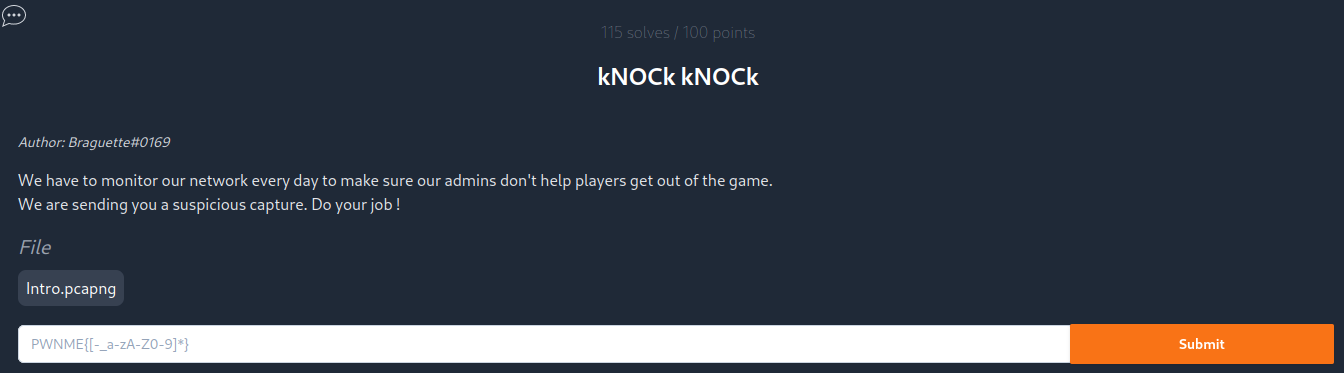 115 solves / 100 points
kNOCk kNOCk
Author: Braguette#0169
We have to monitor our network every day to make sure our admins don't help players get out of the game.
We are sending you a suspicious capture. Do your job !
File
Intro.pcapng
PWNME{[-_a-zA-Z0-9]*}
Submit